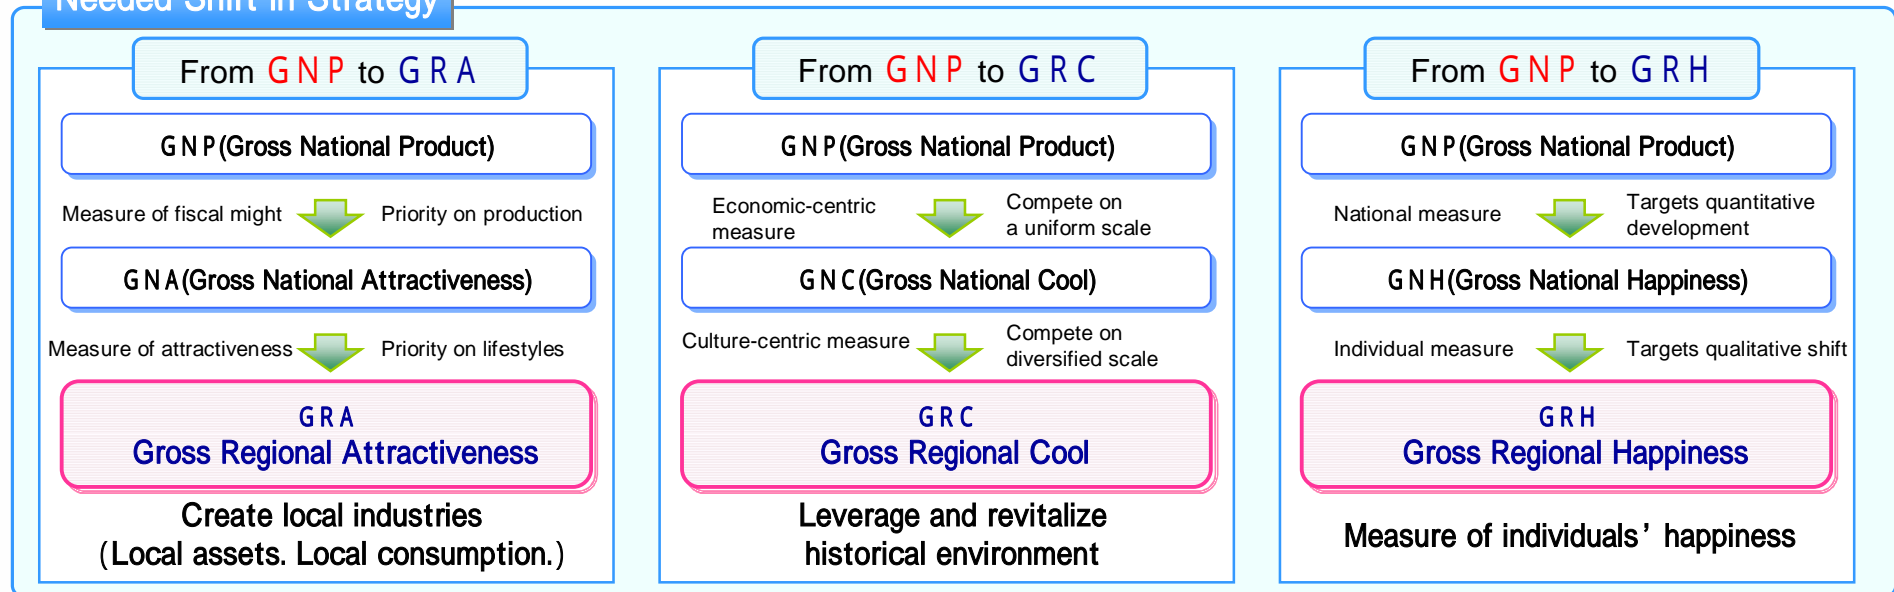 Needed Shift in Strategy
From GNP to GRA
GNP(Gross National Product)
Measure of fiscal might
Priority on production
GNA(Gross National Attractiveness)
Measure of attractiveness
Priority on lifestyles
GRA
Gross Regional Attractiveness
Create local industries
(Local assets. Local consumption.)
From GNP to GRC
GNP(Gross National Product)
Economic-centric
measure
Compete on
a uniform scale
GNC(Gross National Cool)
Culture-centric measure
Compete on
diversified scale
GRC
Gross Regional Cool
Leverage and revitalize
historical environment
From GNP to GRH
GNP(Gross National Product)
National measure
Targets quantitative
development
GNH(Gross National Happiness)
Individual measure
Targets qualitative shift
GRH
Gross Regional Happiness
Measure of individuals’ happiness